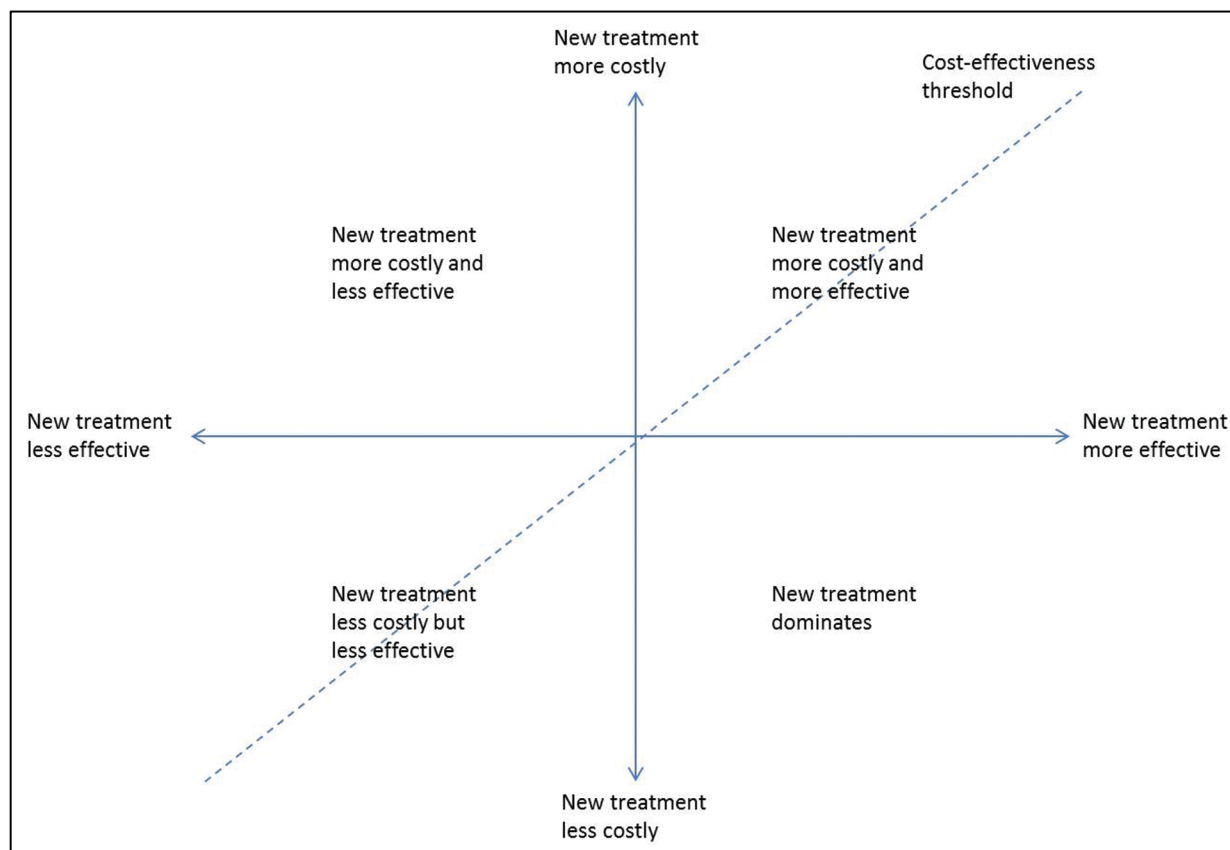 New treatment
more costly
Cost-effectiveness
threshold
New treatment
more costly and
less effective
New treatment
more costly and
more effective
New treatment
less effective
New treatment
more effective
New treatment
less costly but
less effective
New treatment
dominates
New treatment
less costly